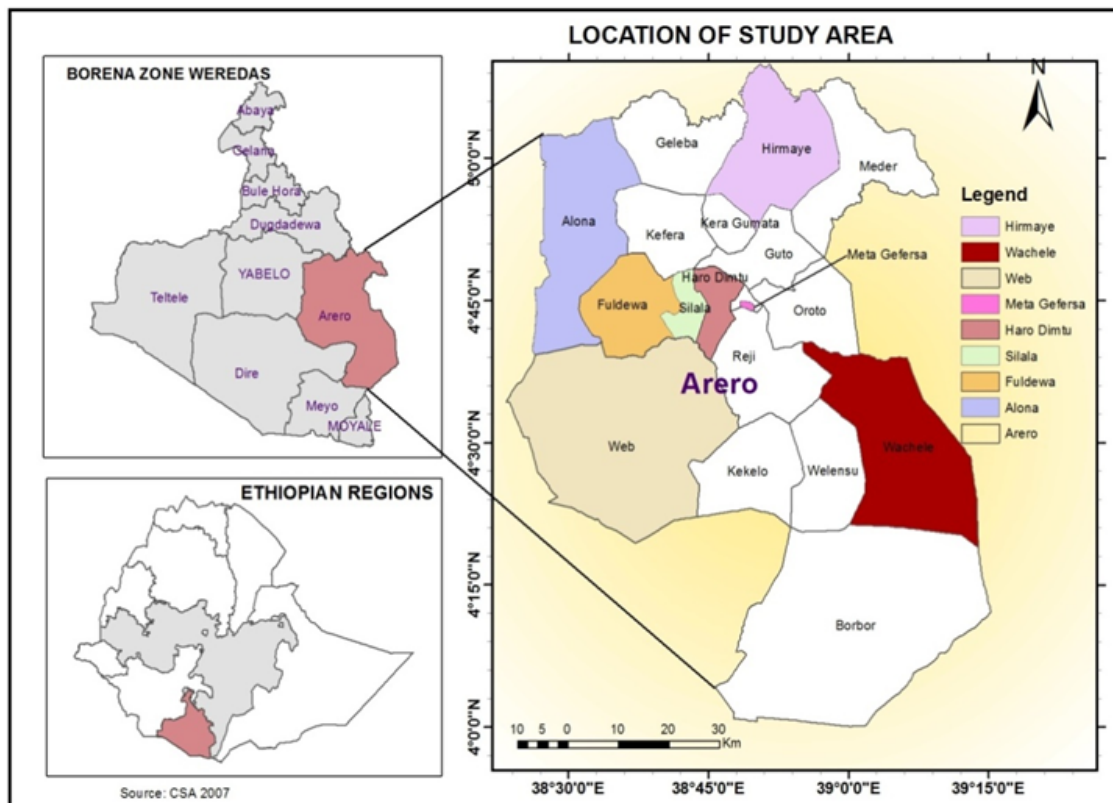 LOCATION OF STUDY AREA
BORENA ZONE WEREDAS
Abaya
Gelana
Bule Hora
Dugdadewa
YABELO
Teltele
Arero
Dire
Meyo
MOYALE
ETHIOPIAN REGIONS
Source: CSA 2007
N
Geleba
Hirmaye
Meder
Alona
Kefera
Kera Gumata
Guto
Meta Gefersa
Haro Dimtu
Fuldewa
Silala
Oroto
Reji
Arero
Web
Wachele
Kekelo
Welensu
Borbor
Legend
Hirmaye
Wachele
Web
Meta Gefersa
Haro Dimtu
Silala
Fuldewa
Alona
Arero
5°0'0"N
4°45'0"N
4°30'0"N
4°15'0"N
4°0'0"N
10 5 0 10 20 30
Km
38°30'0"E 38°45'0"E 39°0'0"E 39°15'0"E